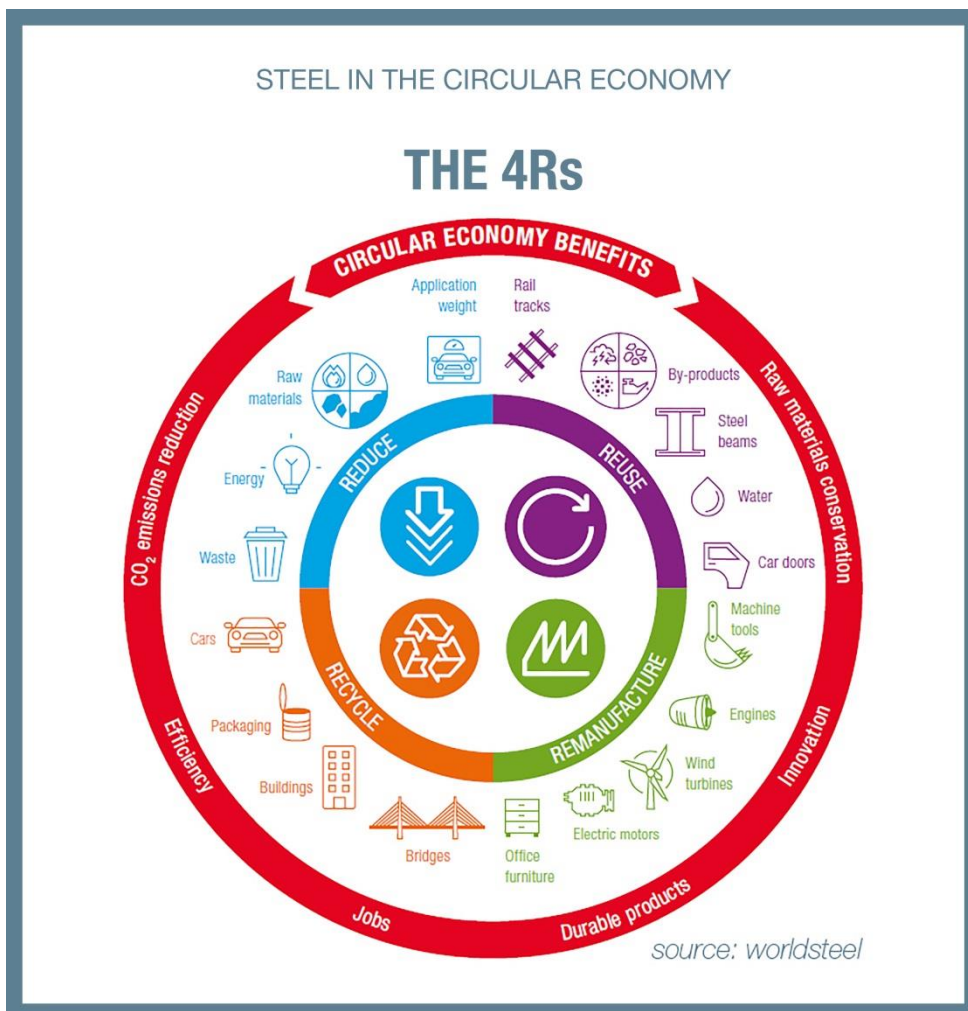 STEEL IN THE CIRCULAR ECONOMY
THE 4Rs
CIRCULAR ECONOMY BENEFITS
Raw materials conservation
Innovation
Durable products
Jobs
Efficiency
CO₂ emissions reduction
REDUCE
Application
weight
Raw
materials
Energy
Waste
REUSE
Rail
tracks
By-products
Steel
beams
Water
Car doors
REMANUFACTURE
Machine
tools
Engines
Wind
turbines
Electric motors
Office
furniture
RECYCLE
Cars
Packaging
Buildings
Bridges
source: worldsteel